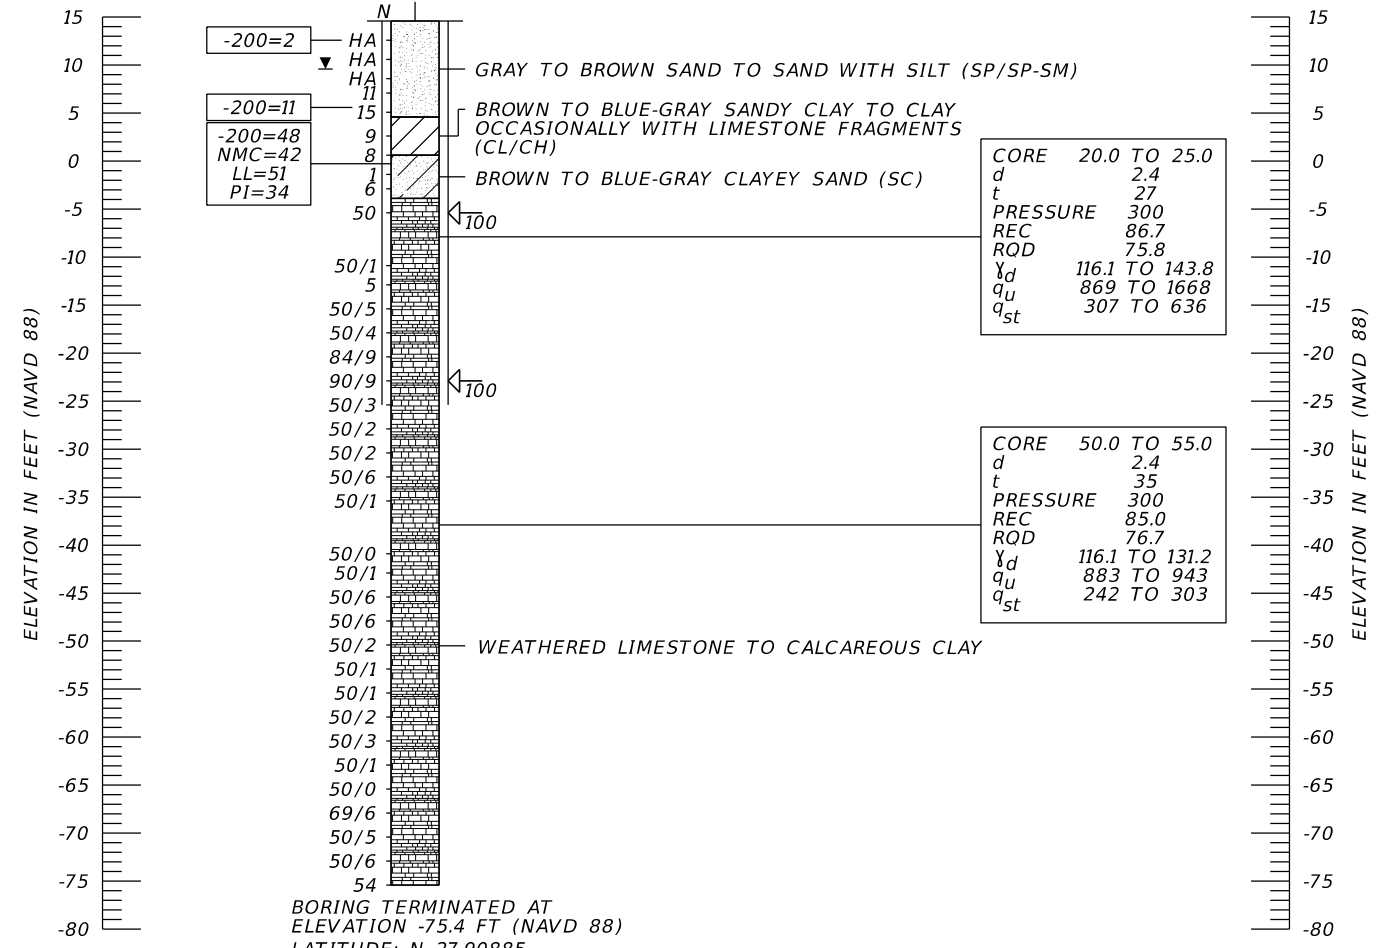 N
15
10
5
0
-5
-10
-15
-20
-25
-30
-35
-40
-45
-50
-55
-60
-65
-70
-75
-80
ELEVATION IN FEET (NAVD 88)
-200=2
-200=11
-200=48
NMC=42
LL=51
PI=34
HA
HA
HA
11
15
9
8
1
6
50
50/1
5
50/5
50/4
84/9
90/9
50/3
50/2
50/2
50/6
50/1
50/0
50/1
50/6
50/6
50/2
50/1
50/1
50/2
50/3
50/1
50/0
69/6
50/5
50/6
54
GRAY TO BROWN SAND TO SAND WITH SILT (SP/SP-SM)
BROWN TO BLUE-GRAY SANDY CLAY TO CLAY
OCCASIONALLY WITH LIMESTONE FRAGMENTS
(CL/CH)
BROWN TO BLUE-GRAY CLAYEY SAND (SC)
100
100
WEATHERED LIMESTONE TO CALCAREOUS CLAY
CORE 20.0 TO 25.0
d 2.4
t 27
PRESSURE 300
REC 86.7
RQD 75.8
γd 116.1 TO 143.8
qu 869 TO 1668
qst 307 TO 636
CORE 50.0 TO 55.0
d 2.4
t 35
PRESSURE 300
REC 85.0
RQD 76.7
γd 116.1 TO 131.2
qu 883 TO 943
qst 242 TO 303
BORING TERMINATED AT
ELEVATION -75.4 FT (NAVD 88)
LATITUDE: N 27.90885
15
10
5
0
-5
-10
-15
-20
-25
-30
-35
-40
-45
-50
-55
-60
-65
-70
-75
-80
ELEVATION IN FEET (NAVD 88)